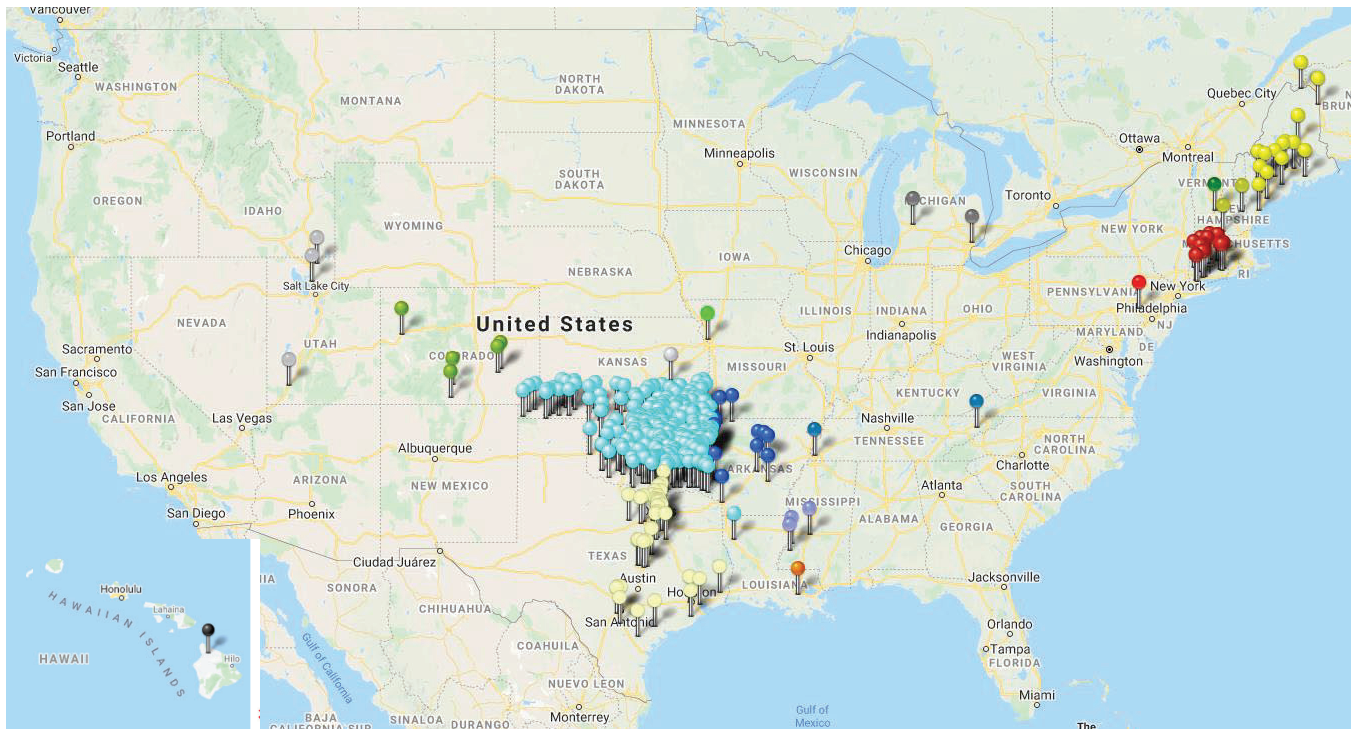 Vancouver
Victoria
Seattle
WASHINGTON
NORTH
DAKOTA
MONTANA
MINNESOTA
Quebec City
Ottawa
Montreal
Portland
Minneapolis
WISCONSIN
SOUTH
DAKOTA
VERMONT
OREGON
IDAHO
WYOMING
CHIGAN
Toronto
NEW YORK
NEW
HAMPSHIRE
M
CHUSETTS
RI
Chicago
IOWA
NEBRASKA
Salt Lake City
PENNSYLVANIA
New York
Philadelphia
NJ
ILLINOIS
INDIANA
OHIO
Indianapolis
MARYLAND
DE
Washington
United States
NEVADA
UTAH
COLORADO
KANSAS
MISSOURI
St. Louis
WEST
VIRGINIA
Sacramento
San Francisco
San Jose
CALIFORNIA
Las Vegas
KENTUCKY
VIRGINIA
Nashville
TENNESSEE
NORTH
CAROLINA
Charlotte
Albuquerque
ARKANSAS
Los Angeles
ARIZONA
NEW MEXICO
SOUTH
CAROLINA
Atlanta
MISSISSIPPI
ALABAMA
GEORGIA
San Diego
Phoenix
Ciudad Juárez
TEXAS
Austin
LOUISIANA
Jacksonville
SONORA
CHIHUAHUA
San Antonio
Orlando
Tampa
FLORIDA
Honolulu
Lahaina
HAWAIIAN ISLANDS
HAWAII
Hilo
Gulf of California
COAHUILA
NUEVO LEON
Monterrey
Miami
Gulf of
Mexico
BAJA
CALIFORNIA SUR
SINALOA
DURANGO
The